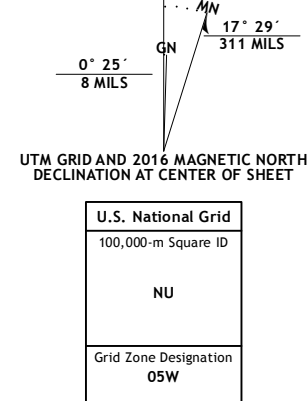 MN
17° 29´
311 MILS
GN
0° 25´
8 MILS
UTM GRID AND 2016 MAGNETIC NORTH
DECLINATION AT CENTER OF SHEET
U.S. National Grid
100,000-m Square ID
NU
Grid Zone Designation
05W